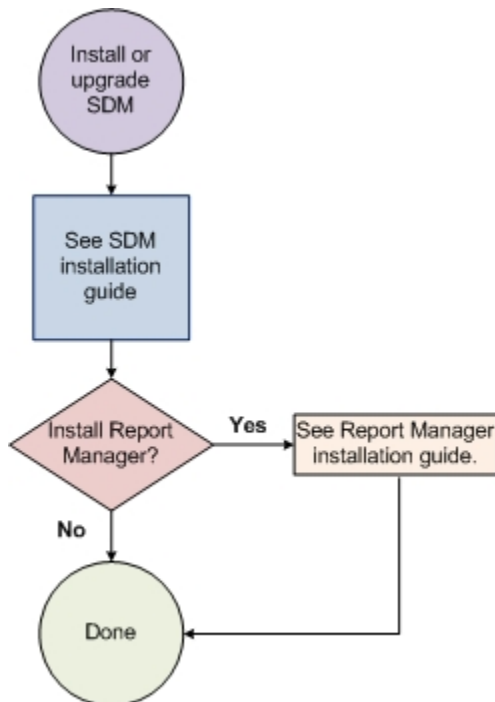 Install or
upgrade
SDM
See SDM
installation
guide
Install Report
Manager?
Yes
See Report Manager
installation guide.
No
Done